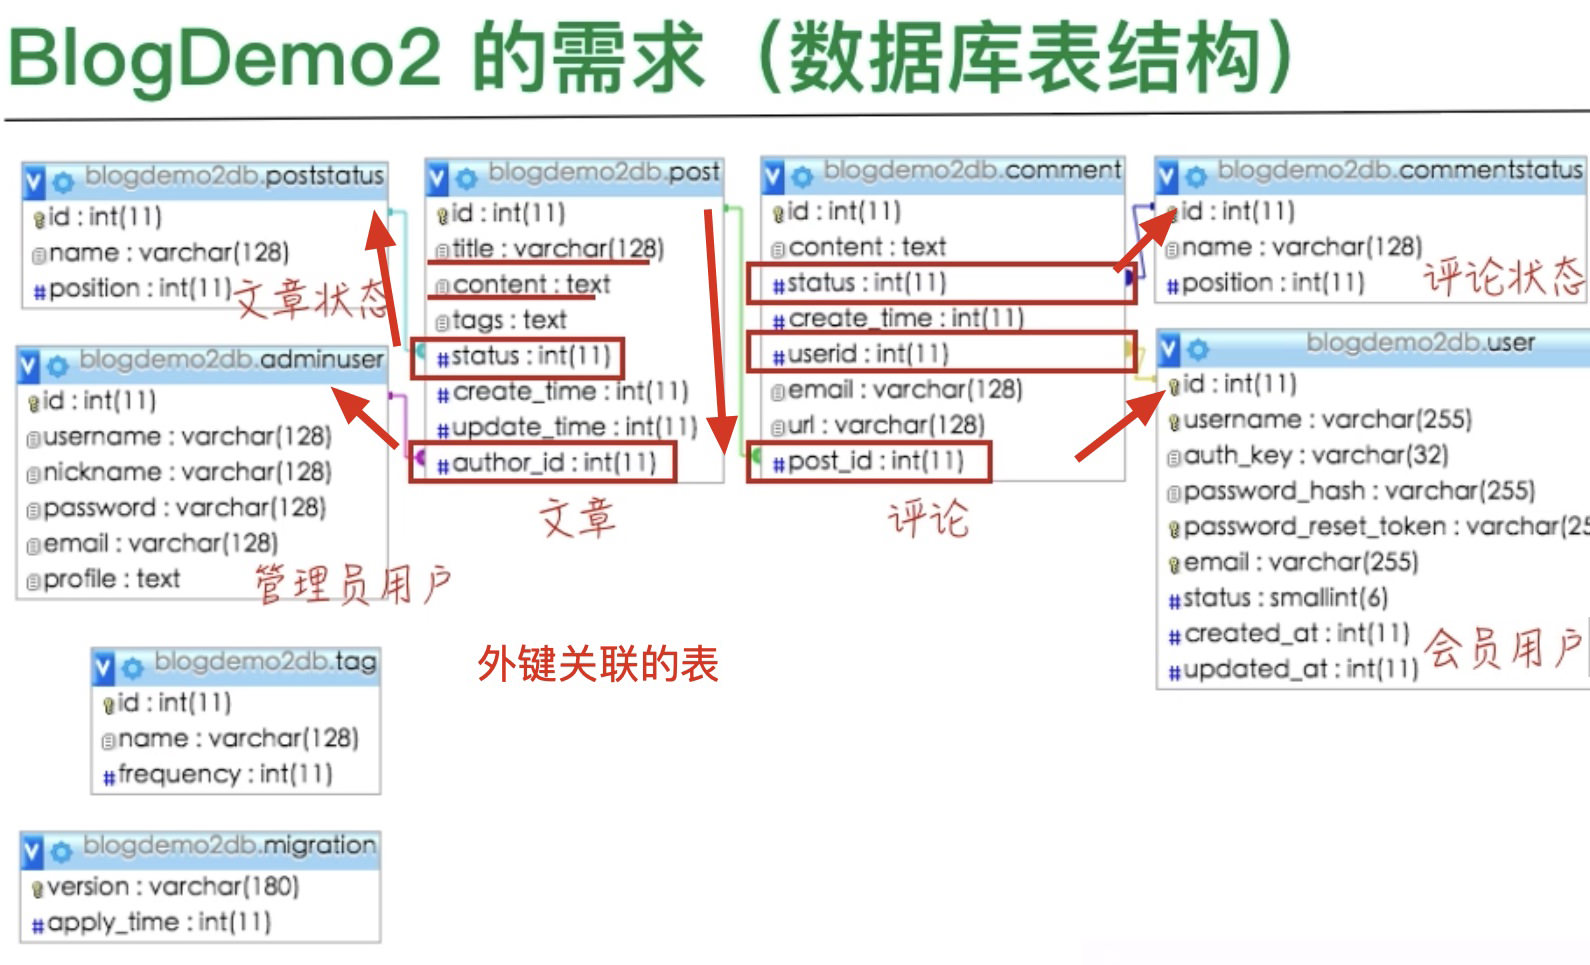 BlogDemo2 的需求（数据库表结构）
blogdemo2db.poststatus
id : int(11)
name : varchar(128)
position : int(11)
文章状态
blogdemo2db.adminuser
id : int(11)
username : varchar(128)
nickname : varchar(128)
password : varchar(128)
email : varchar(128)
profile : text
管理员用户
blogdemo2db.tag
id : int(11)
name : varchar(128)
frequency : int(11)
blogdemo2db.migration
version : varchar(180)
apply_time : int(11)
blogdemo2db.post
id : int(11)
title : varchar(128)
content : text
tags : text
status : int(11)
create_time : int(11)
update_time : int(11)
author_id : int(11)
文章
外键关联的表
blogdemo2db.comment
id : int(11)
content : text
status : int(11)
create_time : int(11)
userid : int(11)
email : varchar(128)
url : varchar(128)
post_id : int(11)
评论
blogdemo2db.commentstatus
id : int(11)
name : varchar(128)
position : int(11)
评论状态
blogdemo2db.user
id : int(11)
username : varchar(255)
auth_key : varchar(32)
password_hash : varchar(255)
password_reset_token : varchar(25
email : varchar(255)
status : smallint(6)
created_at : int(11)
updated_at : int(11)
会员用户